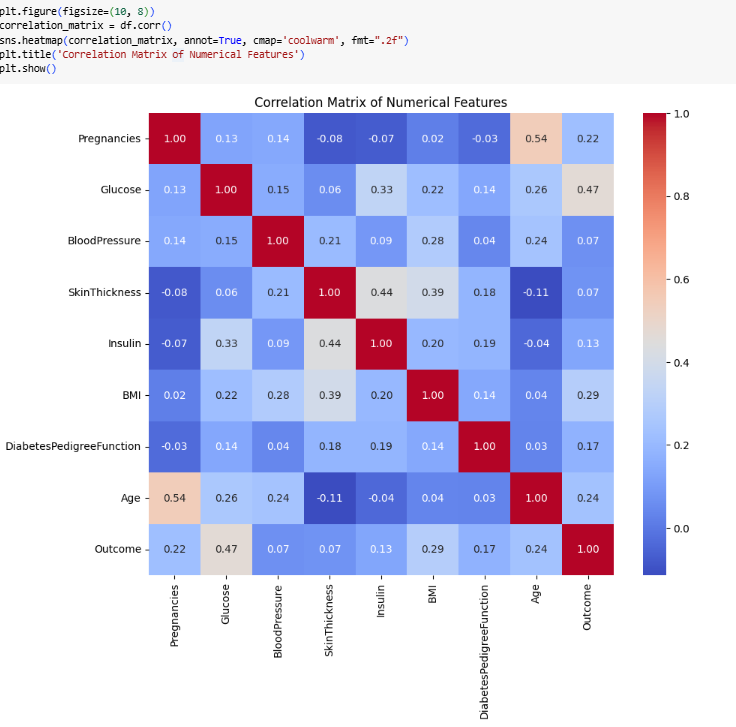 plt.figure(figsize=(10, 8))
correlation_matrix = df.corr()
sns.heatmap(correlation_matrix, annot=True, cmap='coolwarm', fmt=".2f")
plt.title('Correlation Matrix of Numerical Features')
plt.show()
Correlation Matrix of Numerical Features
Pregnancies 1.00 0.13 0.14 -0.08 -0.07 0.02 -0.03 0.54 0.22
Glucose 0.13 1.00 0.15 0.06 0.33 0.22 0.14 0.26 0.47
BloodPressure 0.14 0.15 1.00 0.21 0.09 0.28 0.04 0.24 0.07
SkinThickness -0.08 0.06 0.21 1.00 0.44 0.39 0.18 -0.11 0.07
Insulin -0.07 0.33 0.09 0.44 1.00 0.20 0.19 -0.04 0.13
BMI 0.02 0.22 0.28 0.39 0.20 1.00 0.14 0.04 0.29
DiabetesPedigreeFunction -0.03 0.14 0.04 0.18 0.19 0.14 1.00 0.03 0.17
Age 0.54 0.26 0.24 -0.11 -0.04 0.04 0.03 1.00 0.24
Outcome 0.22 0.47 0.07 0.07 0.13 0.29 0.17 0.24 1.00
Pregnancies
Glucose
BloodPressure
SkinThickness
Insulin
BMI
DiabetesPedigreeFunction
Age
Outcome
1.0
0.8
0.6
0.4
0.2
0.0